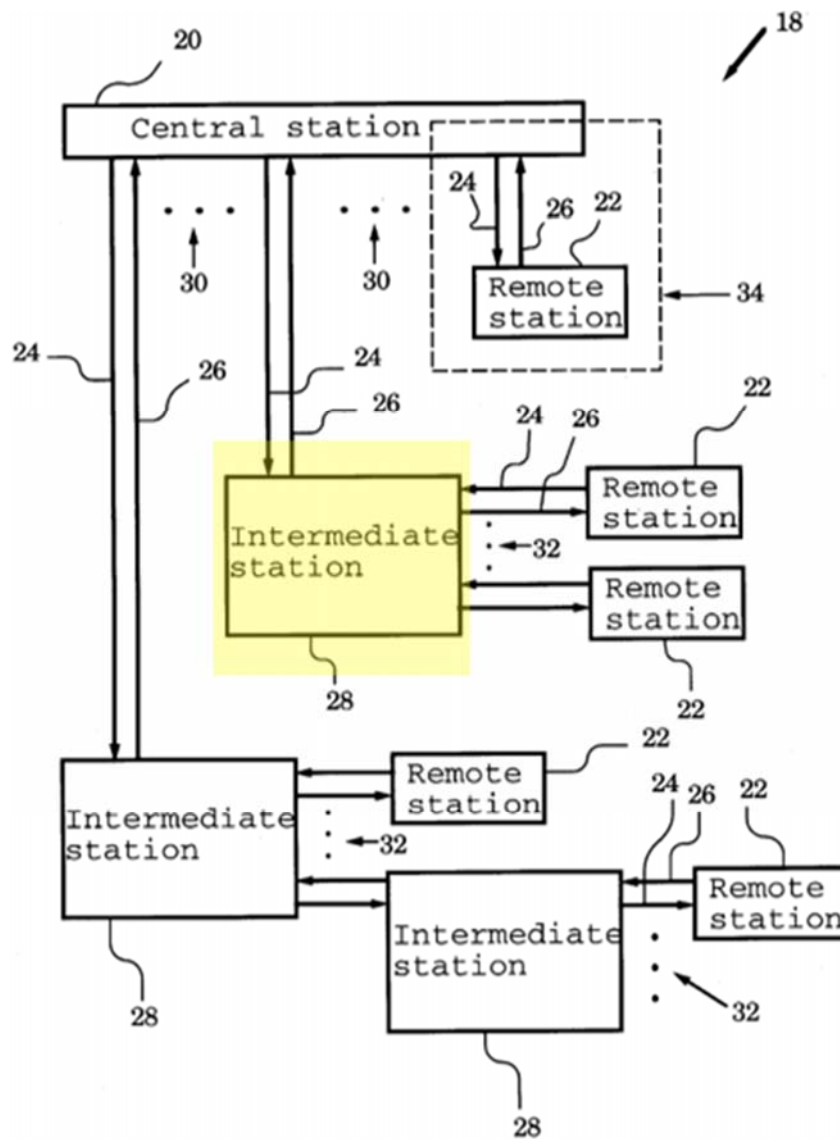 18
20
Central station
24
26
22
30
30
Remote
station
34
24
26
24
26
22
24
26
Remote
station
Intermediate
station
32
Remote
station
28
22
22
Remote
station
Intermediate
station
32
24
26
22
Remote
station
Intermediate
station
28
32
28